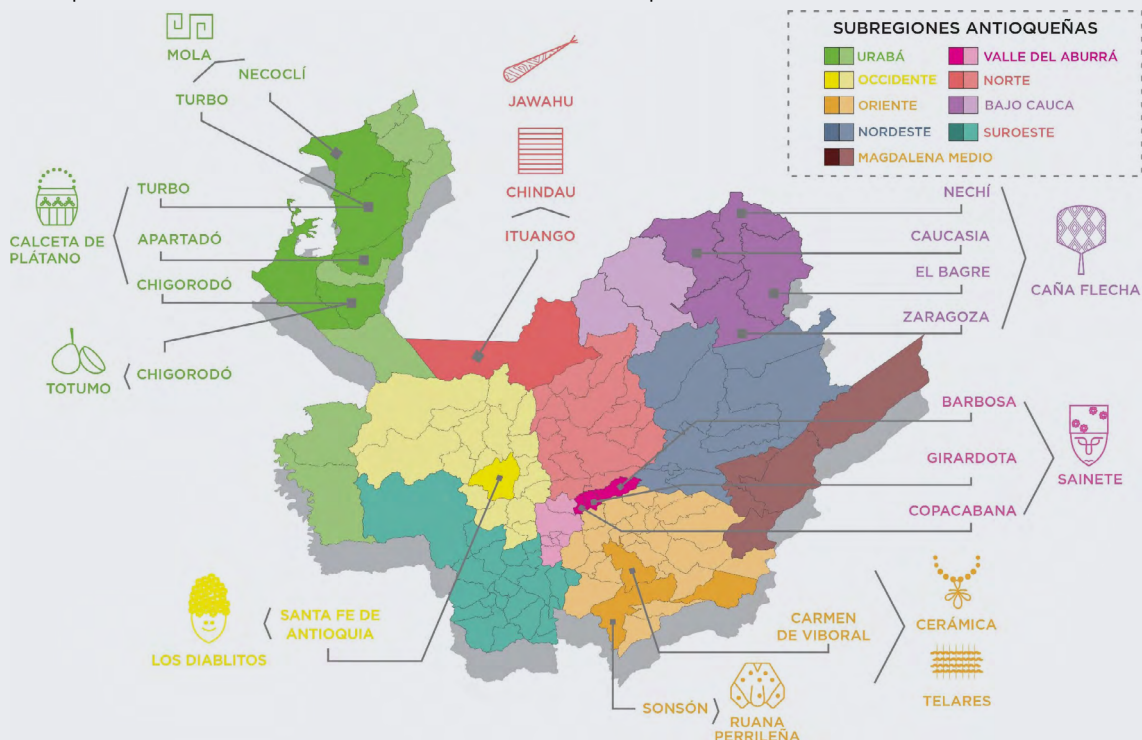 MOLA
NECOCLÍ
TURBO
TURBO
CALCETA DE
PLÁTANO
APARTADÓ
CHIGORODÓ
TOTUMO
CHIGORODÓ
JAWAHU
CHINDAU
ITUANGO
SUBREGIONES ANTIOQUEÑAS
URABÁ
VALLE DEL ABURRÁ
OCCIDENTE
NORTE
ORIENTE
BAJO CAUCA
NORDESTE
SUROESTE
MAGDALENA MEDIO
NECHÍ
CAUCASIA
EL BAGRE
CAÑA FLECHA
ZARAGOZA
BARBOSA
GIRARDOTA
SAINETE
COPACABANA
SANTA FE DE
ANTIOQUIA
LOS DIABLITOS
CARMEN
DE VIBORAL
CERÁMICA
TELARES
SONSÓN
RUANA
PERRILEÑA